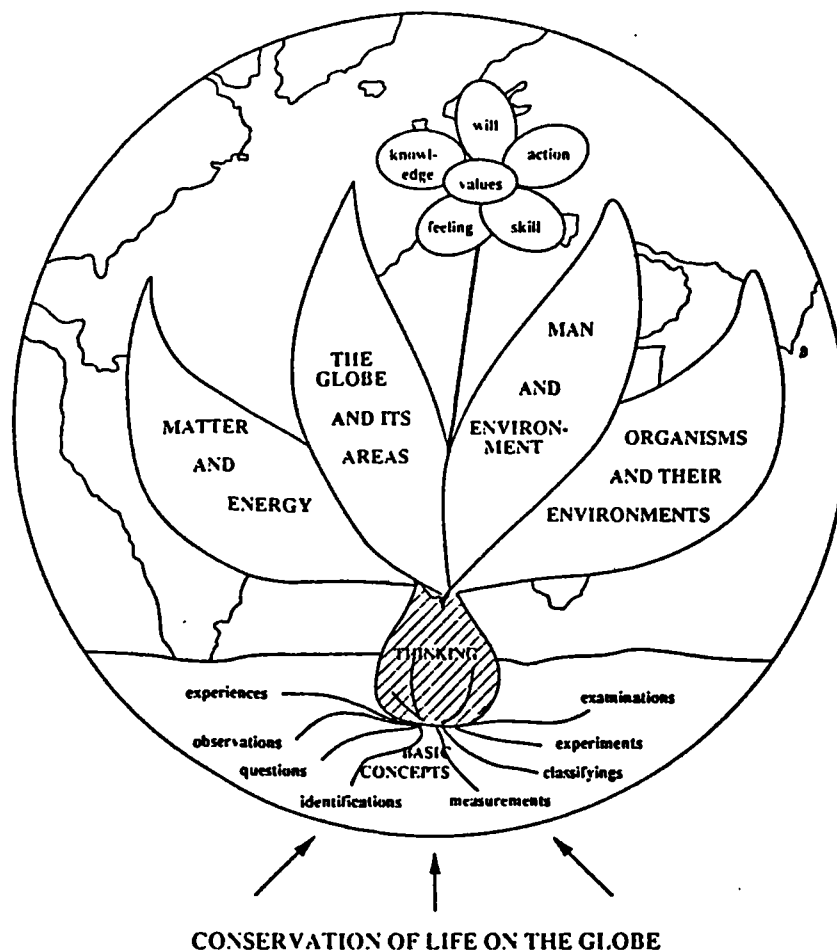 will
knowl-
edge
action
values
feeling
skill
THE
GLOBE
AND ITS
AREAS
MAN
AND
ENVIRON-
MENT
MATTER
AND
ENERGY
ORGANISMS
AND THEIR
ENVIRONMENTS
THINKING
experiences
observations
questions
identifications
BASIC
CONCEPTS
measurements
classifyings
experiments
examinations
CONSERVATION OF LIFE ON THE GLOBE